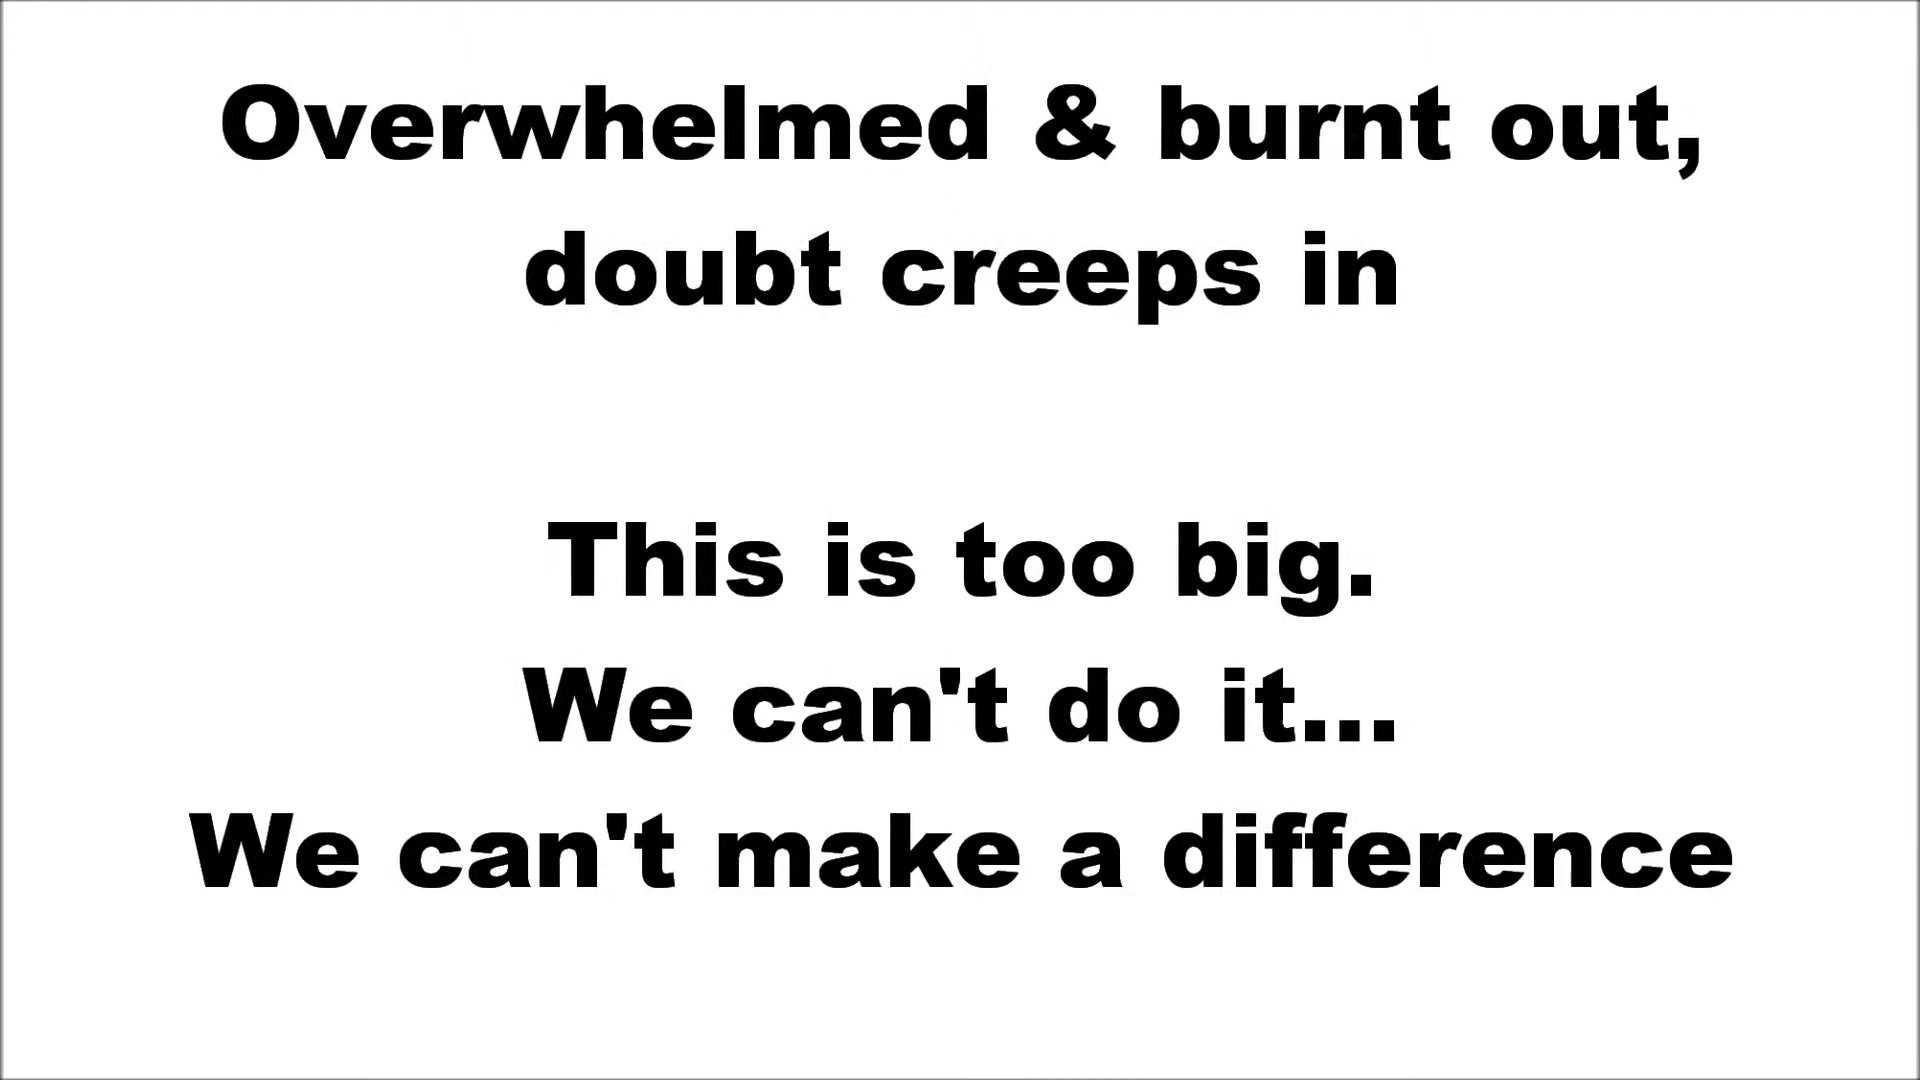 Overwhelmed & burnt out,
doubt creeps in
This is too big.
We can't do it...
We can't make a difference